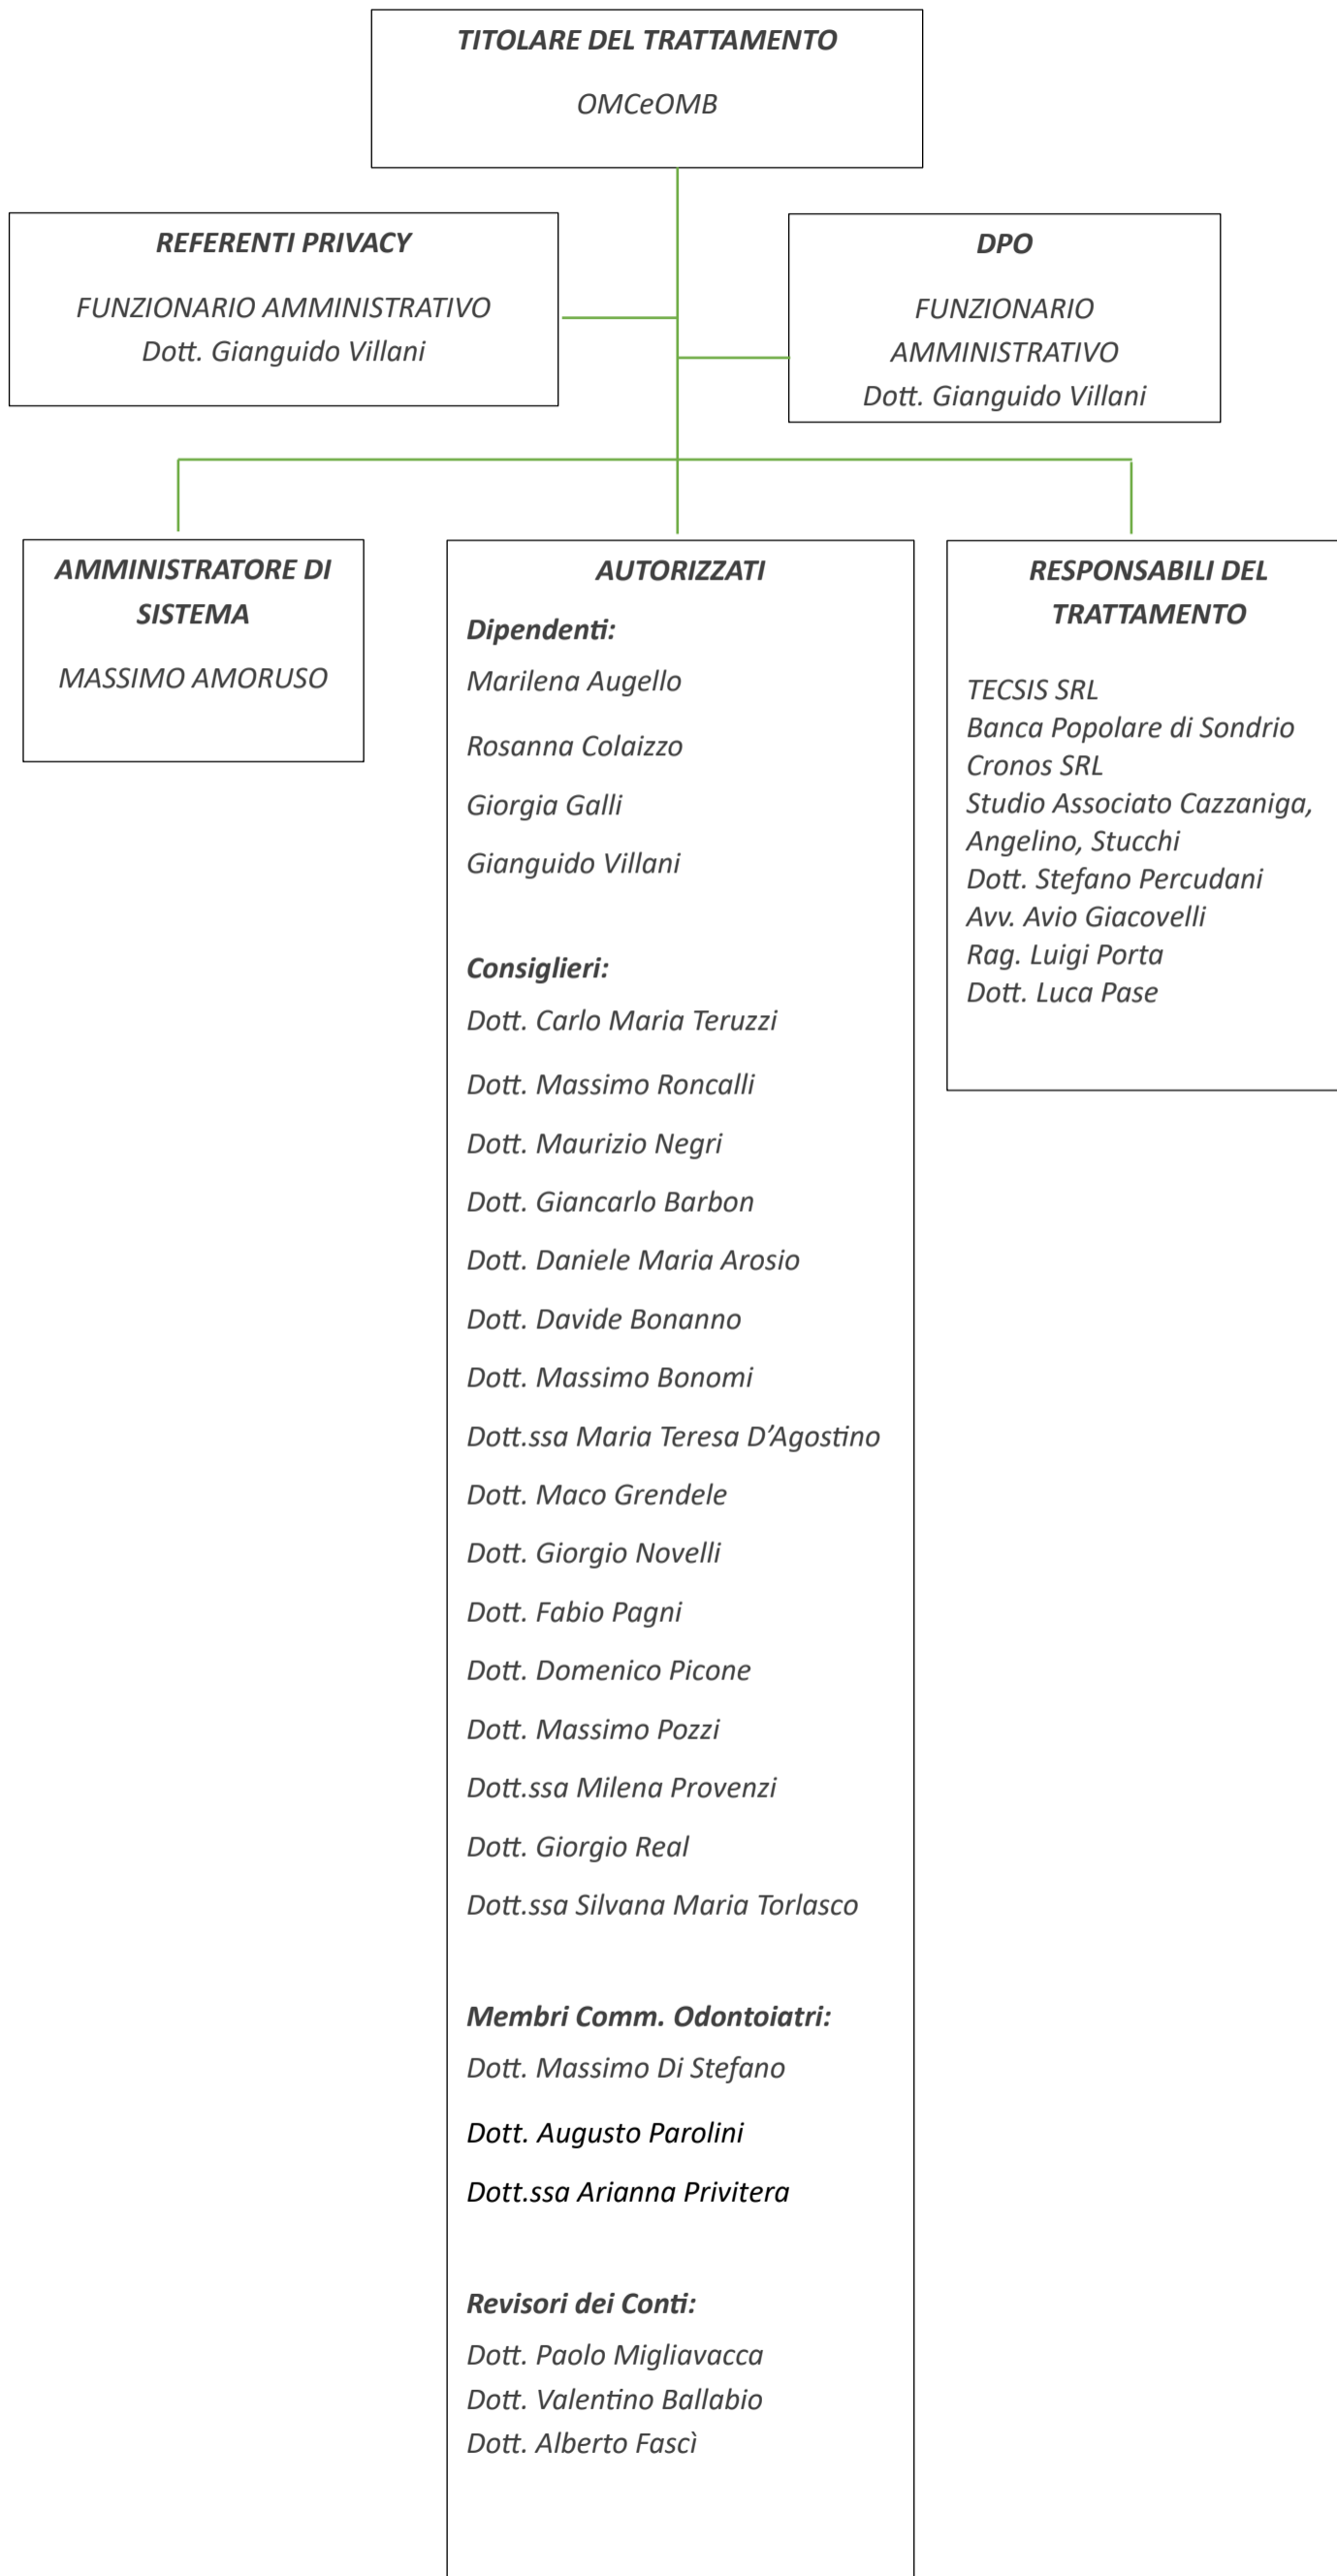 TITOLARE DEL TRATTAMENTO
OMCeOMB
REFERENTI PRIVACY
FUNZIONARIO AMMINISTRATIVO
Dott. Gianguido Villani
DPO
FUNZIONARIO
AMMINISTRATIVO
Dott. Gianguido Villani
AMMINISTRATORE DI
SISTEMA
MASSIMO AMORUSO
AUTORIZZATI
Dipendenti:
Marilena Augello
Rosanna Colaizzo
Giorgia Galli
Gianguido Villani
Consiglieri:
Dott. Carlo Maria Teruzzi
Dott. Massimo Roncalli
Dott. Maurizio Negri
Dott. Giancarlo Barbon
Dott. Daniele Maria Arosio
Dott. Davide Bonanno
Dott. Massimo Bonomi
Dott.ssa Maria Teresa D’Agostino
Dott. Maco Grendele
Dott. Giorgio Novelli
Dott. Fabio Pagni
Dott. Domenico Picone
Dott. Massimo Pozzi
Dott.ssa Milena Provenzi
Dott. Giorgio Real
Dott.ssa Silvana Maria Torlasco
Membri Comm. Odontoiatri:
Dott. Massimo Di Stefano
Dott. Augusto Parolini
Dott.ssa Arianna Privitera
Revisori dei Conti:
Dott. Paolo Migliavacca
Dott. Valentino Ballabio
Dott. Alberto Fascì
RESPONSABILI DEL
TRATTAMENTO
TECSIS SRL
Banca Popolare di Sondrio
Cronos SRL
Studio Associato Cazzaniga,
Angelino, Stucchi
Dott. Stefano Percudani
Avv. Avio Giacovelli
Rag. Luigi Porta
Dott. Luca Pase